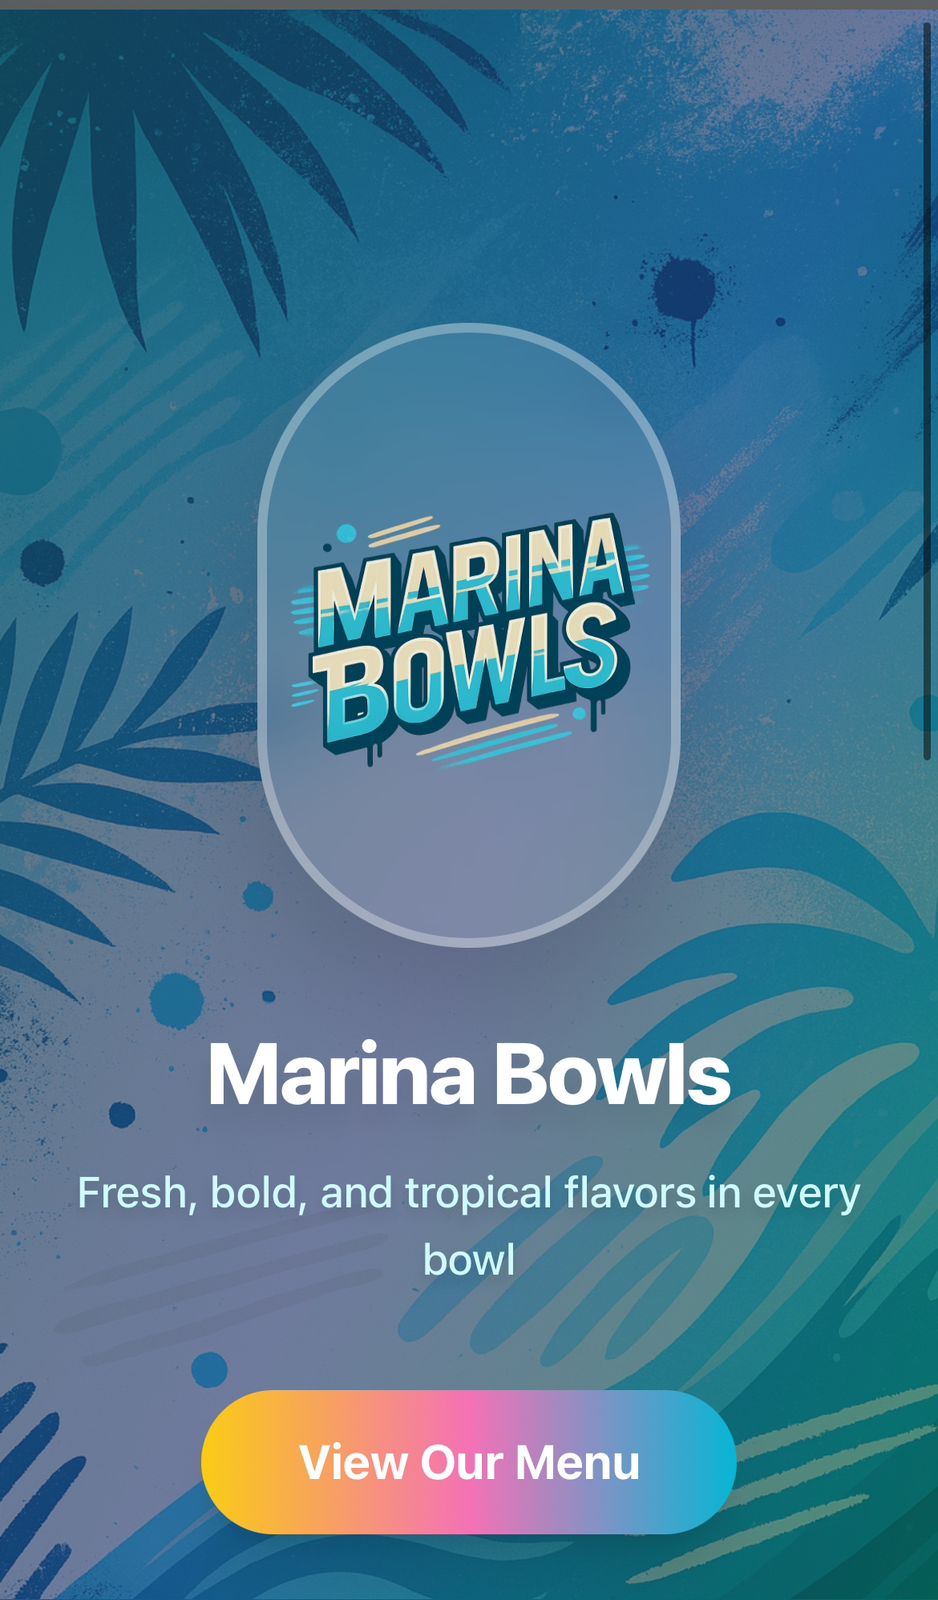 MARINA
BOWLS
Marina Bowls
Fresh, bold, and tropical flavors in every
bowl
View Our Menu